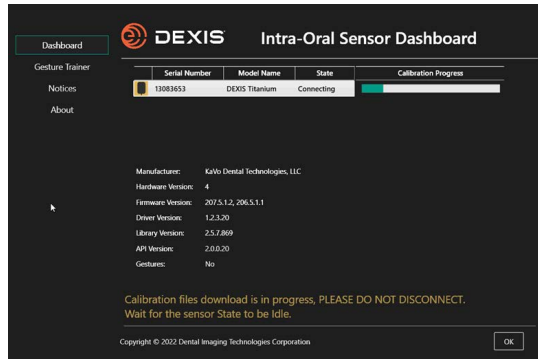 DEXIS Intra-Oral Sensor Dashboard
Dashboard
Gesture Trainer
Notices
About
Serial Number Model Name State Calibration Progress
13083653 DEXIS Titanium Connecting
Manufacturer: KaVo Dental Technologies, LLC
Hardware Version: 4
Firmware Version: 207.5.1.2, 206.5.1.1
Driver Version: 1.2.3.20
Library Version: 2.5.7.869
API Version: 2.0.0.20
Gestures: No
Calibration files download is in progress, PLEASE DO NOT DISCONNECT.
Wait for the sensor State to be Idle.
Copyright © 2022 Dental Imaging Technologies Corporation OK